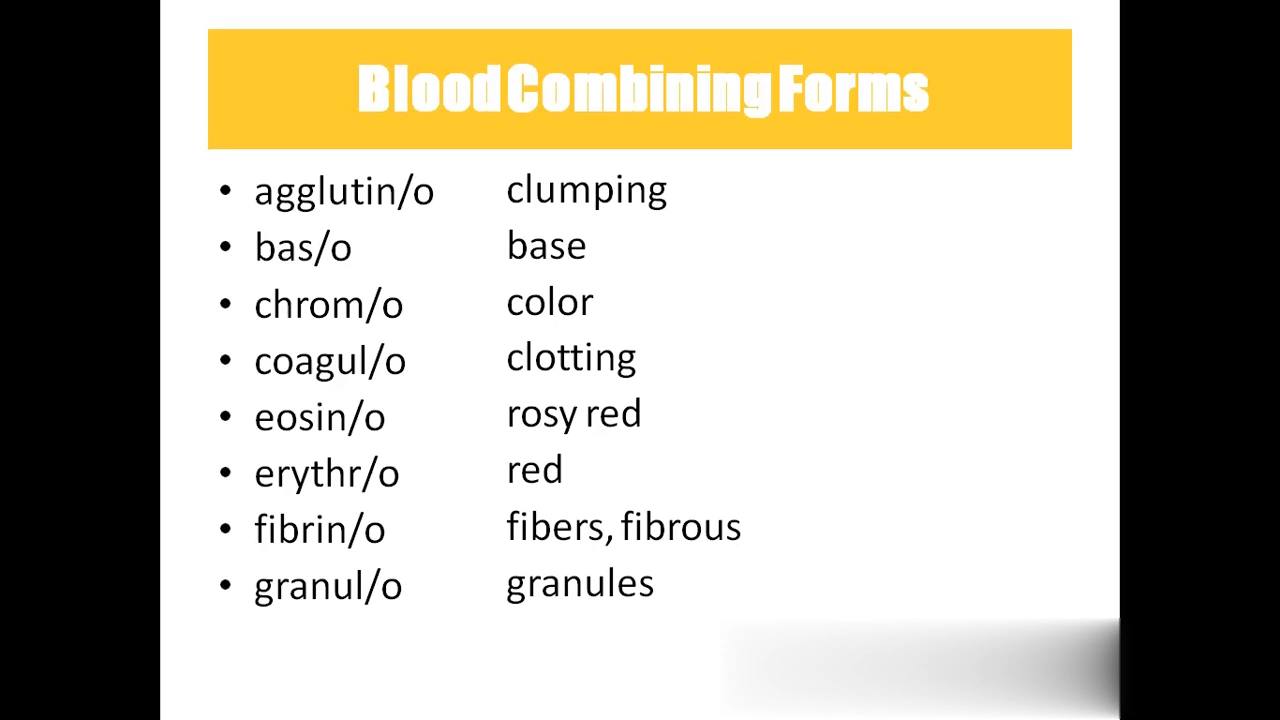 Blood Combining Forms
• agglutin/o clumping
• bas/o base
• chrom/o color
• coagul/o clotting
• eosin/o rosy red
• erythr/o red
• fibrin/o fibers, fibrous
• granul/o granules